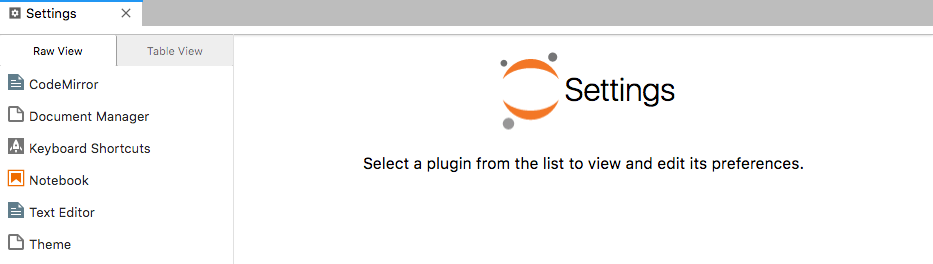 Settings
Raw View
Table View
CodeMirror
Document Manager
Keyboard Shortcuts
Notebook
Text Editor
Theme
Settings
Select a plugin from the list to view and edit its preferences.